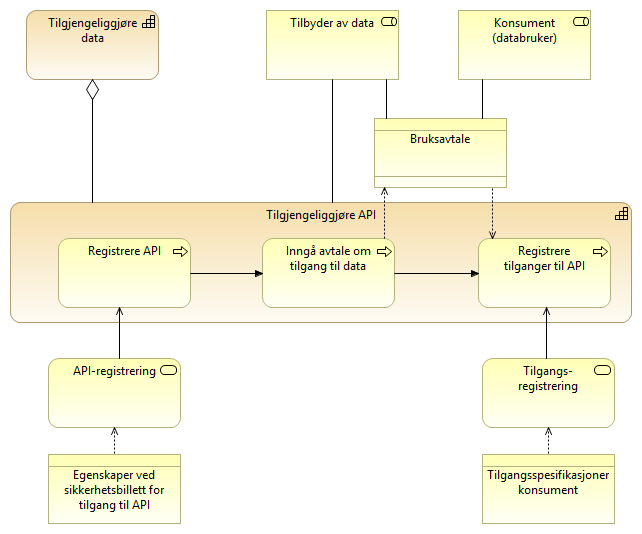 Tilgjengeliggjøre
data
Tilbyder av data
Konsument
(databruker)
Bruksavtale
Tilgjengeliggjøre API
Registrere API
Inngå avtale om
tilgang til data
Registrere
tilganger til API
API-registrering
Tilgangs-
registrering
Egenskaper ved
sikkerhetsbillett for
tilgang til API
Tilgangsspesifikasjoner
konsument